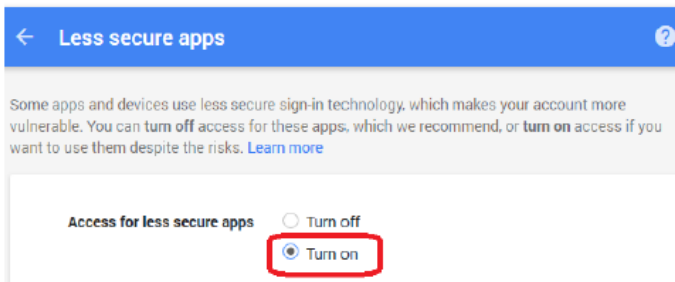 Less secure apps
Some apps and devices use less secure sign-in technology, which makes your account more
vulnerable. You can turn off access for these apps, which we recommend, or turn on access if you
want to use them despite the risks. Learn more
Access for less secure apps
Turn off
Turn on